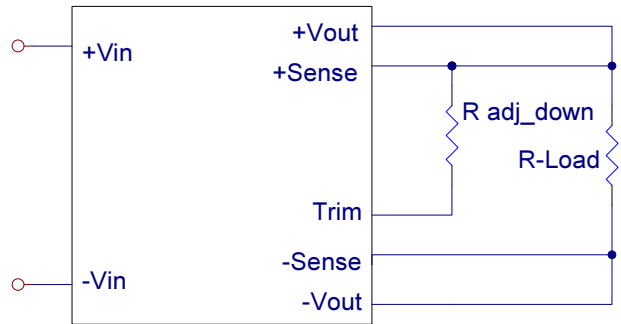 +Vout
+Vin
+Sense
R adj_down
R-Load
Trim
-Sense
-Vin
-Vout